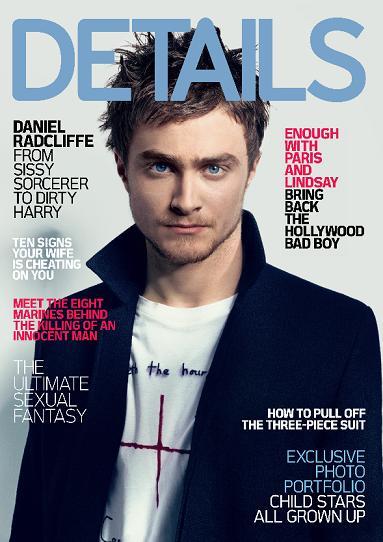 DETAILS
DANIEL
RADCLIFFE
FROM
SISSY
SORCERER
TO DIRTY
HARRY
TEN SIGNS
YOUR WIFE
IS CHEATING
ON YOU
MEET THE EIGHT
MARINES BEHIND
THE KILLING OF AN
INNOCENT MAN
THE
ULTIMATE
SEXUAL
FANTASY
ENOUGH
WITH
PARIS
AND
LINDSAY
BRING
BACK
THE
HOLLYWOOD
BAD BOY
the hour
HOW TO PULL OFF
THE THREE-PIECE SUIT
EXCLUSIVE
PHOTO
PORTFOLIO
CHILD STARS
ALL GROWN UP